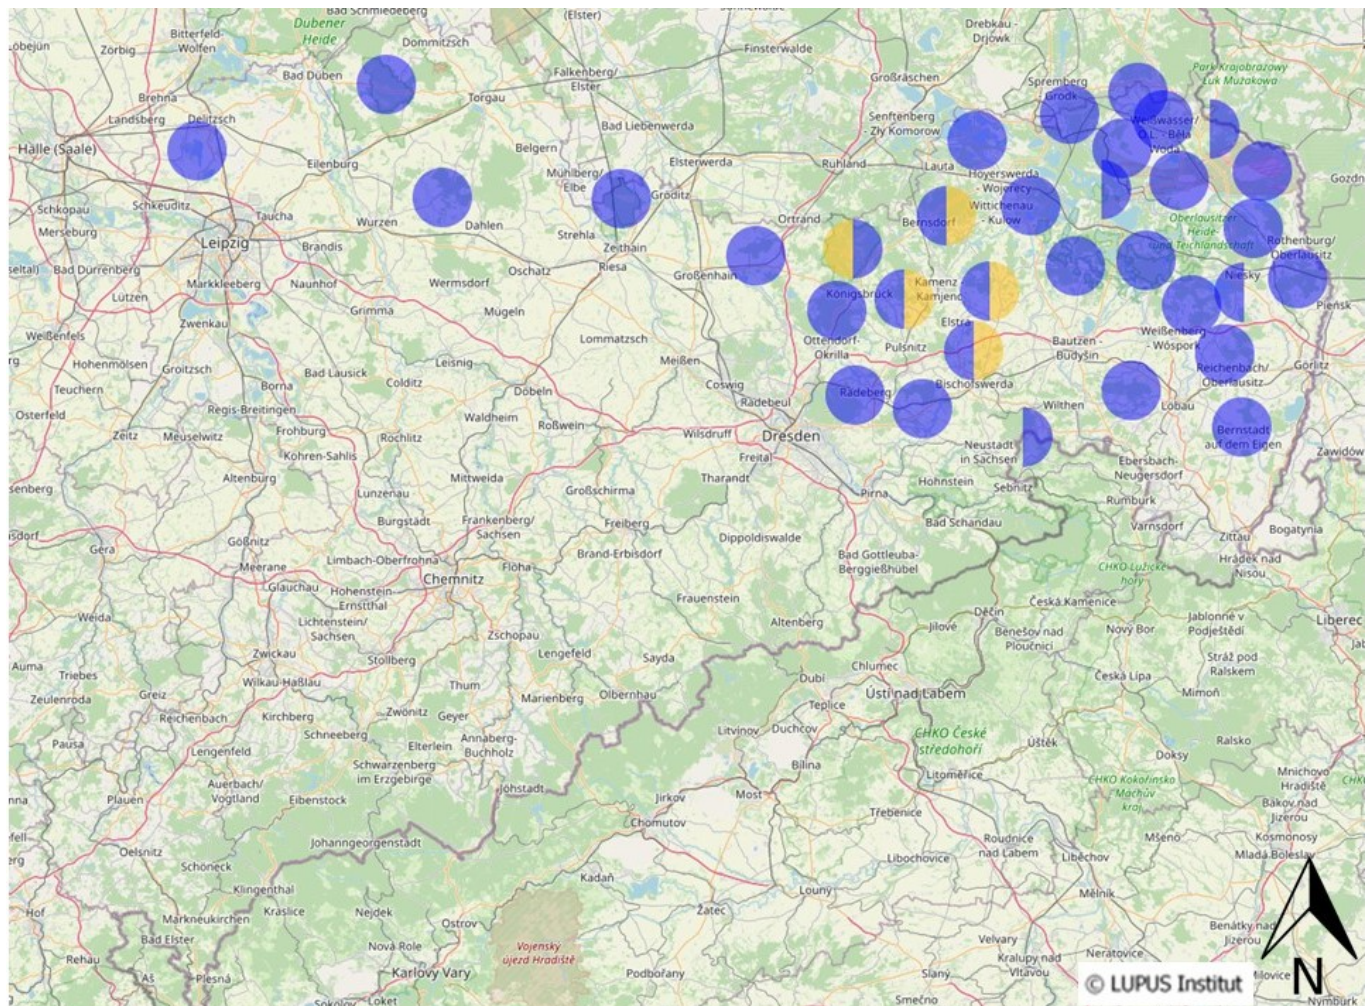 Bad Schmiedeberg
(Elster)
Bitterfeld-
Wolfen
Dubener
Heide
Dommitzsch
Drebkau -
Drjowk
Zörbig
Finsterwalde
Bad Düben
Torgau
Falkenberg/
Elster
Großräschen
Spremberg
Grodk
Park Krajobrazowy
Łuk Mużakowa
Brehna
Landsberg
Delitzsch
Bad Liebenwerda
Senftenberg
- Zły Komorow
Weißwasser/
O.L. - Běła
Woda
Halle (Saale)
Eilenburg
Belgern
Elsterwerda
Ruhland
Lauta
Hoyerswerda
- Wojerecy
Mühlberg/
Elbe
Gröditz
Schkopau
Schkeuditz
Taucha
Wurzen
Dahlen
Strehla
Zeithain
Ortrand
Bernsdorf
Wittichenau
- Kulow
Oberlausitzer
Heide-
und Teichlandschaft
Merseburg
Leipzig
Brandis
Oschatz
Riesa
Großenhain
Rothenburg/
Oberlausitz
Bad Dürrenberg
Markkleeberg
Naunhof
Wermsdorf
Niesky
Lützen
Grimma
Mügeln
Königsbrück
Kamenz -
Kamjenc
Pieńsk
Zwenkau
Elstra
Weißenfels
Lommatzsch
Ottendorf-
Okrilla
Pulsnitz
Bautzen -
Budyšin
Weißenberg
- Wóspork
Hohenmölsen
Groitzsch
Leisnig
Meißen
Reichenbach/
Oberlausitz
Görlitz
Teuchern
Borna
Bad Lausick
Colditz
Döbeln
Coswig
Bischofswerda
Radeberg
Osterfeld
Regis-Breitingen
Radebeul
Wilthen
Löbau
Zeitz
Meuselwitz
Frohburg
Rochlitz
Waldheim
Roßwein
Wilsdruff
Dresden
Bernstadt
auf dem Eigen
Kohren-Sahlis
Freital
Neustadt
in Sachsen
Zawidów
Altenburg
Mittweida
Tharandt
Ebersbach-
Neugersdorf
Lunzenau
Großschirma
Pirna
Hohnstein
Sebnitz
Rumburk
Burgstädt
Frankenberg/
Sachsen
Freiberg
Bad Schandau
Varnsdorf
Bogatynia
Gera
Gößnitz
Dippoldiswalde
Zittau
Meerane
Limbach-Oberfrohna
Flöha
Brand-Erbisdorf
Bad Gottleuba-
Berggießhübel
CHKO Lužické
hory
Hrádek nad
Nisou
Glauchau
Chemnitz
Hohenstein-
Ernstthal
Frauenstein
Česká Kamenice
Weida
Lichtenstein/
Sachsen
Zschopau
Altenberg
Děčín
Jílové
Benešov nad
Ploučnicí
Nový Bor
Jablonné v
Podještědí
Liberec
Auma
Zwickau
Stollberg
Lengefeld
Sayda
Chlumec
Stráž pod
Ralskem
Triebes
Wilkau-Haßlau
Thum
Marienberg
Olbernhau
Dubí
Ústí nad Labem
Česká Lípa
Zeulenroda
Greiz
Mimoň
Reichenbach
Kirchberg
Zwönitz
Geyer
Teplice
Pausa
Schneeberg
Elterlein
Annaberg-
Buchholz
Litvínov
Duchcov
CHKO České
středohoří
Úštěk
Ralsko
Lengenfeld
Schwarzenberg
im Erzgebirge
Bílina
Doksy
Litoměřice
Mnichovo
Hradiště
Auerbach/
Vogtland
Jöhstadt
CHKO Kokořínsko
Máchův
kraj
Plauen
Eibenstock
Jirkov
Most
Třebenice
Bakov nad
Jizerou
Chomutov
Oelsnitz
Johanngeorgenstadt
Roudnice
nad Labem
Mšeno
Kosmonosy
Schöneck
Libochovice
Liběchov
Mladá Boleslav
Klingenthal
Kadaň
Louny
Mělník
Hof
Kraslice
Nejdek
Ostrov
Žatec
Markneukirchen
Benátky nad
Jizerou
Bad Elster
Nová Role
Vojenský
újezd Hradiště
Velvary
Neratovice
Rehau
Aš
Plesná
Karlovy Vary
Podbořany
Slaný
Kralupy nad
Vltavou
N
© LUPUS Institut
Milovice
Sokolov
Loket
Smečno
Nymburk